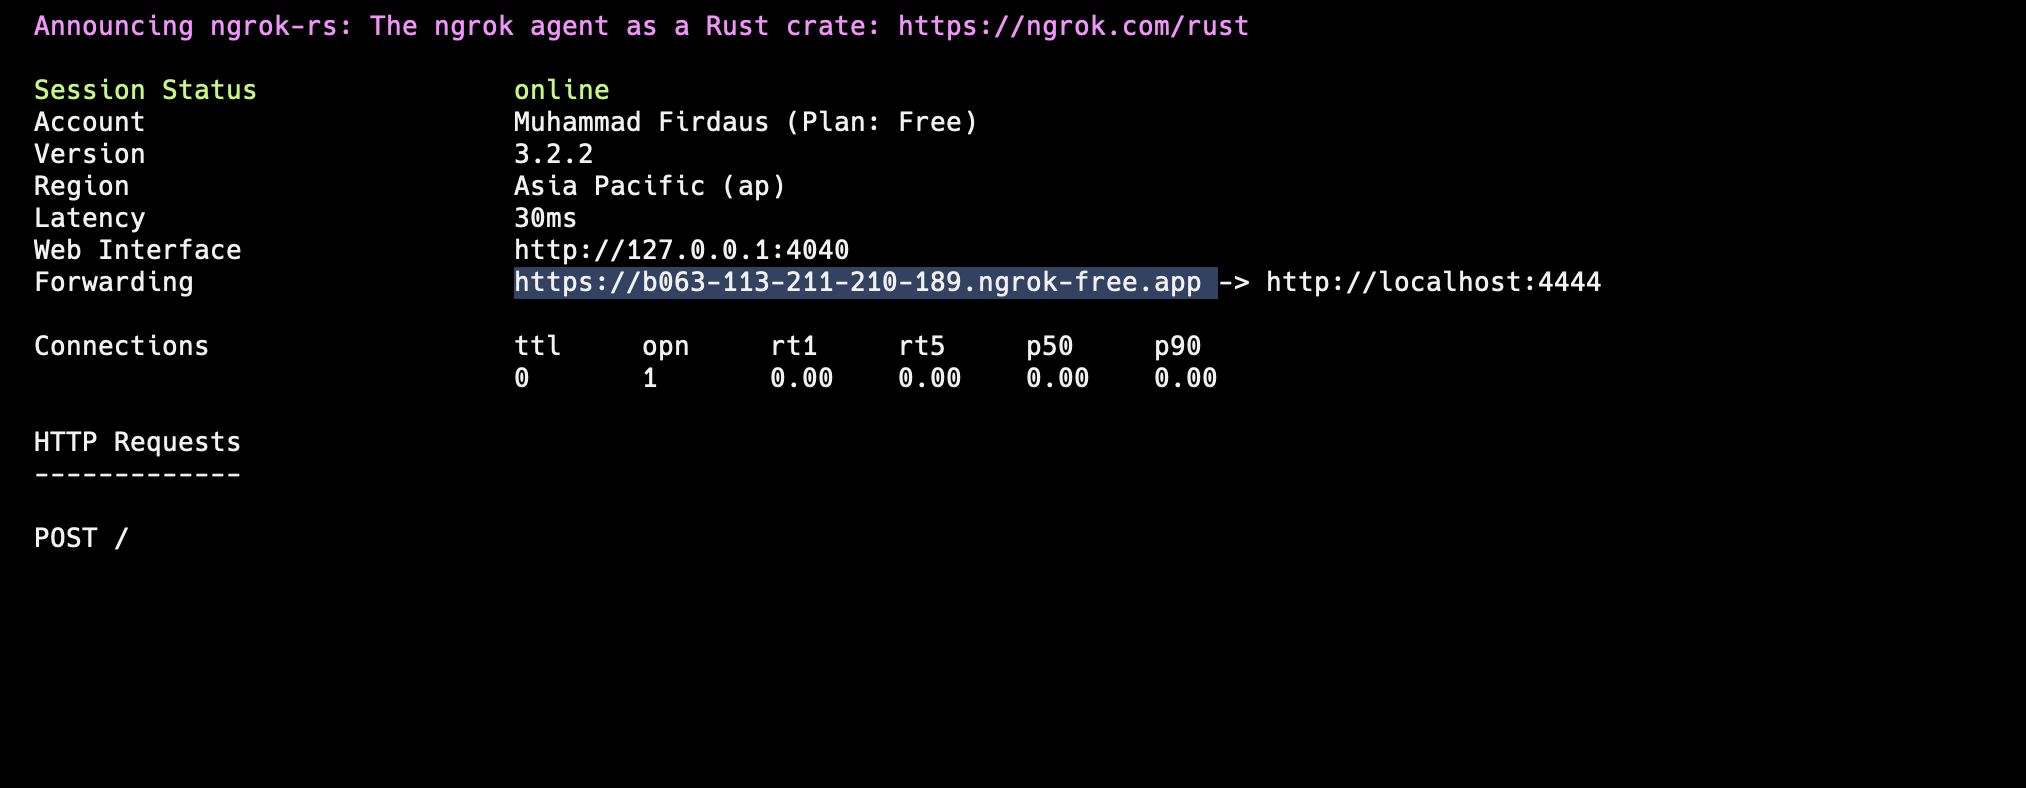 Announcing ngrok-rs: The ngrok agent as a Rust crate: https://ngrok.com/rust
Session Status online
Account Muhammad Firdaus (Plan: Free)
Version 3.2.2
Region Asia Pacific (ap)
Latency 30ms
Web Interface http://127.0.0.1:4040
Forwarding https://b063-113-211-210-189.ngrok-free.app -> http://localhost:4444
Connections ttl opn rt1 rt5 p50 p90
0 1 0.00 0.00 0.00 0.00
HTTP Requests
-------------
POST /